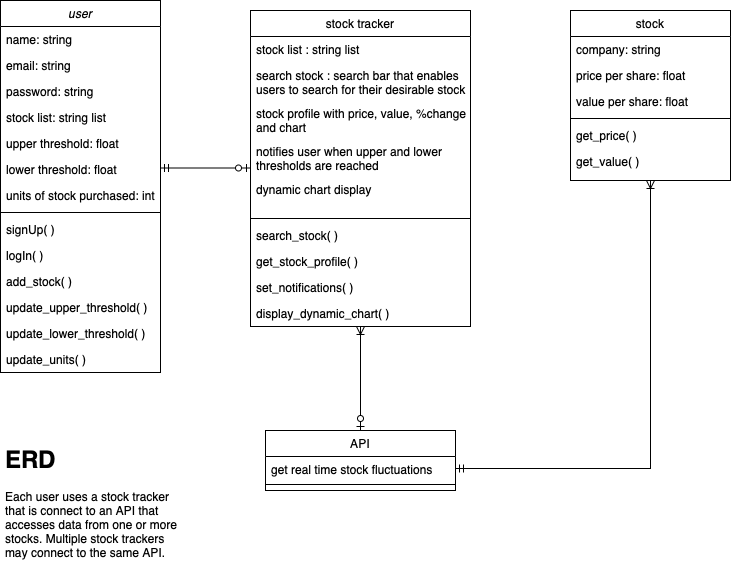 user
name: string
email: string
password: string
stock list: string list
upper threshold: float
lower threshold: float
units of stock purchased: int
signUp( )
logIn( )
add_stock( )
update_upper_threshold( )
update_lower_threshold( )
update_units( )
stock tracker
stock list : string list
search stock : search bar that enables
users to search for their desirable stock
stock profile with price, value, %change
and chart
notifies user when upper and lower
thresholds are reached
dynamic chart display
search_stock( )
get_stock_profile( )
set_notifications( )
display_dynamic_chart( )
stock
company: string
price per share: float
value per share: float
get_price( )
get_value( )
API
get real time stock fluctuations
ERD
Each user uses a stock tracker
that is connect to an API that
accesses data from one or more
stocks. Multiple stock trackers
may connect to the same API.